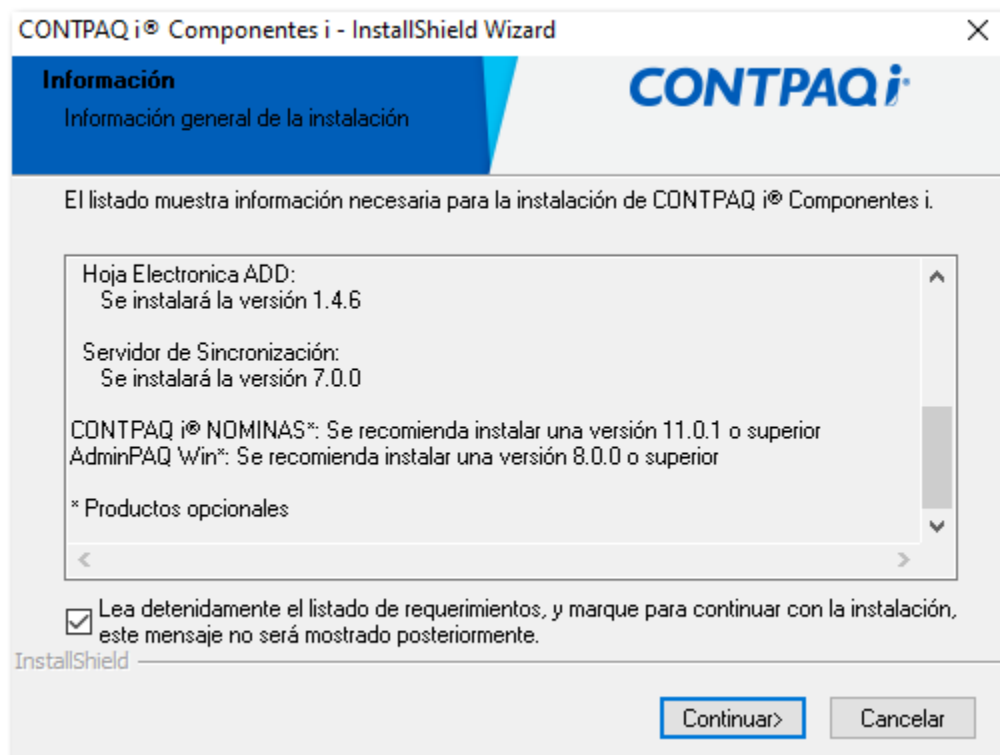 CONTPAQ i® Componentes i - InstallShield Wizard
Información
Información general de la instalación
CONTPAQ i®
El listado muestra información necesaria para la instalación de CONTPAQ i® Componentes i.
Hoja Electronica ADD:
Se instalará la versión 1.4.6
Servidor de Sincronización:
Se instalará la versión 7.0.0
CONTPAQ i® NOMINAS*: Se recomienda instalar una versión 11.0.1 o superior
AdminPAQ Win*: Se recomienda instalar una versión 8.0.0 o superior
* Productos opcionales
Lea detenidamente el listado de requerimientos, y marque para continuar con la instalación,
este mensaje no será mostrado posteriormente.
InstallShield
Continuar>
Cancelar